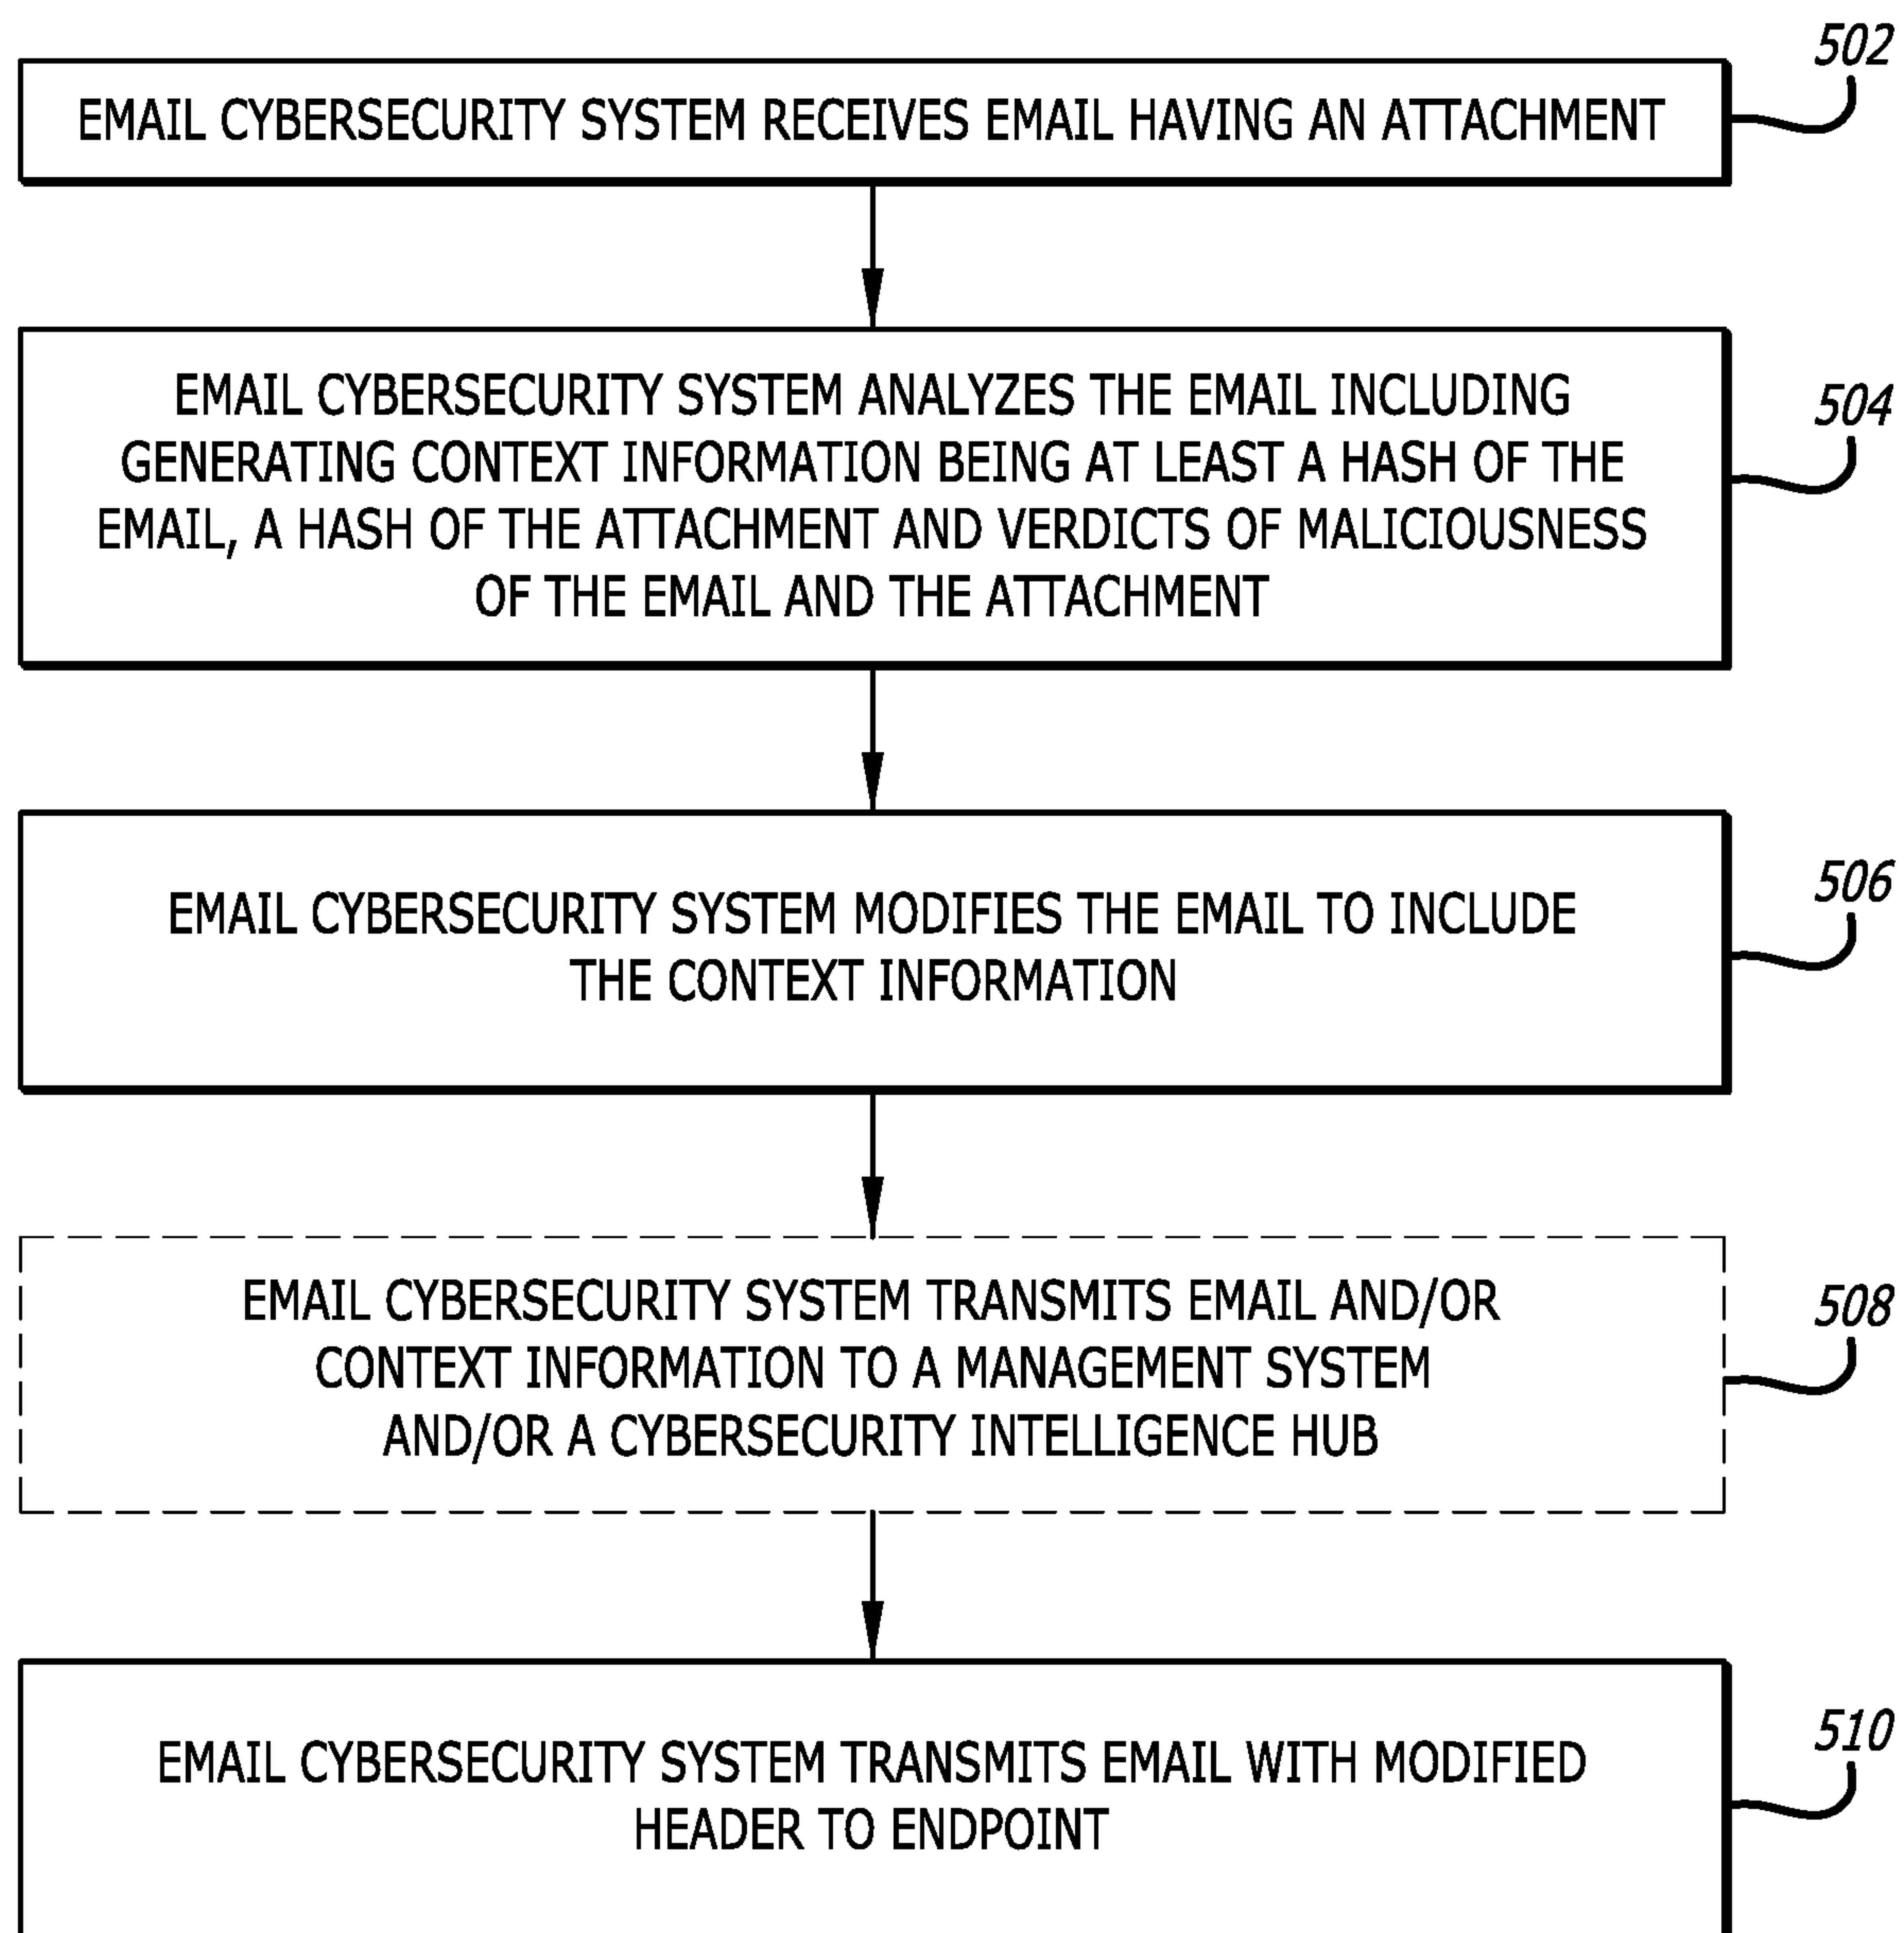 502
EMAIL CYBERSECURITY SYSTEM RECEIVES EMAIL HAVING AN ATTACHMENT
EMAIL CYBERSECURITY SYSTEM ANALYZES THE EMAIL INCLUDING
GENERATING CONTEXT INFORMATION BEING AT LEAST A HASH OF THE
EMAIL, A HASH OF THE ATTACHMENT AND VERDICTS OF MALICIOUSNESS
OF THE EMAIL AND THE ATTACHMENT
504
EMAIL CYBERSECURITY SYSTEM MODIFIES THE EMAIL TO INCLUDE
THE CONTEXT INFORMATION
506
EMAIL CYBERSECURITY SYSTEM TRANSMITS EMAIL AND/OR
CONTEXT INFORMATION TO A MANAGEMENT SYSTEM
AND/OR A CYBERSECURITY INTELLIGENCE HUB
508
EMAIL CYBERSECURITY SYSTEM TRANSMITS EMAIL WITH MODIFIED
HEADER TO ENDPOINT
510